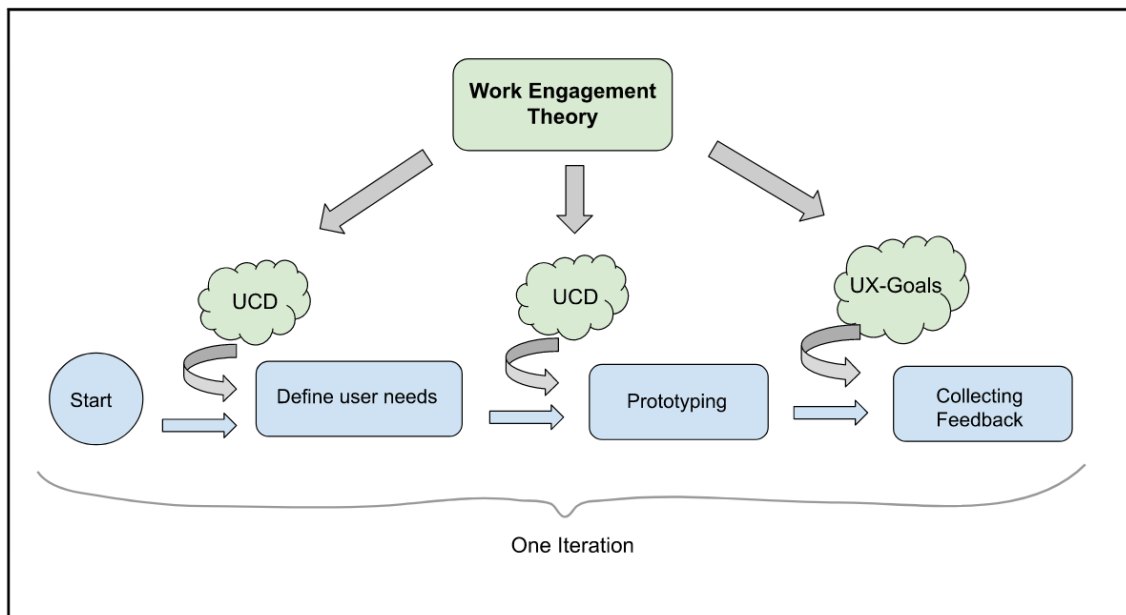 Work Engagement
Theory
UCD
UCD
UX-Goals
Start
Define user needs
Prototyping
Collecting
Feedback
One Iteration